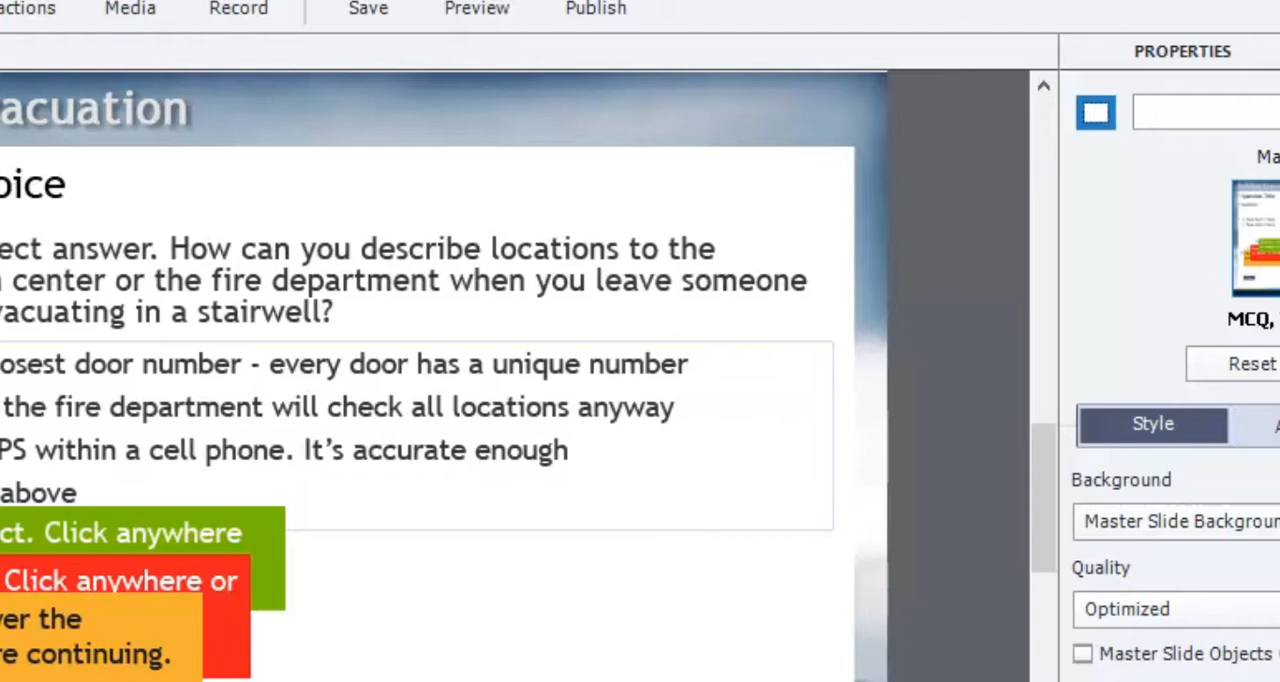 actions Media Record Save Preview Publish
PROPERTIES
acuation
oice
Ma
ect answer. How can you describe locations to the
n center or the fire department when you leave someone
vacuating in a stairwell?
MCQ,
osest door number - every door has a unique number
Reset
the fire department will check all locations anyway
Style
PS within a cell phone. It's accurate enough
above
Background
ct. Click anywhere
Master Slide Backgroun
Click anywhere or
Quality
ver the
Optimized
re continuing.
Master Slide Objects